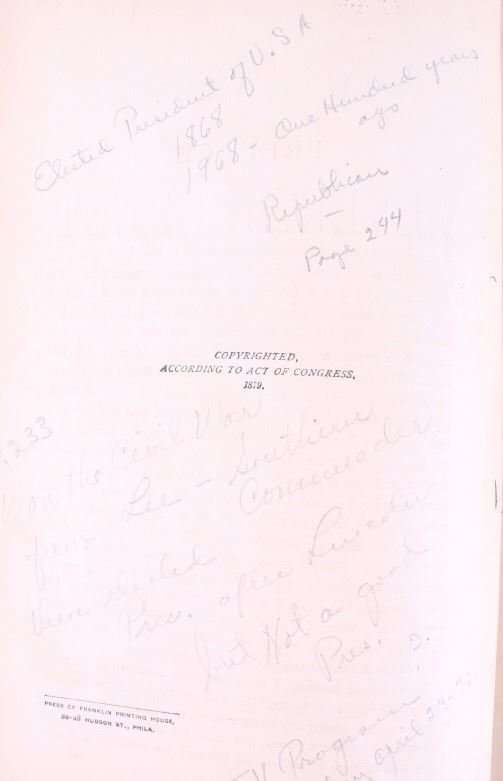 Elected President of U.S A
1868
1968 - One Hundred years
ago
Republican
Page 244
COPYRIGHTED,
ACCORDING TO ACT OF CONGRESS,
1879.
233
Won the Civil War
from Lee - Southern
Commander.
then elected
Pres. after Lincoln
but Not a good
Pres.
PRESS OF FRANKLIN PRINTING HOUSE,
HUDSON ST., PHILA.
TV Program
april 24-72